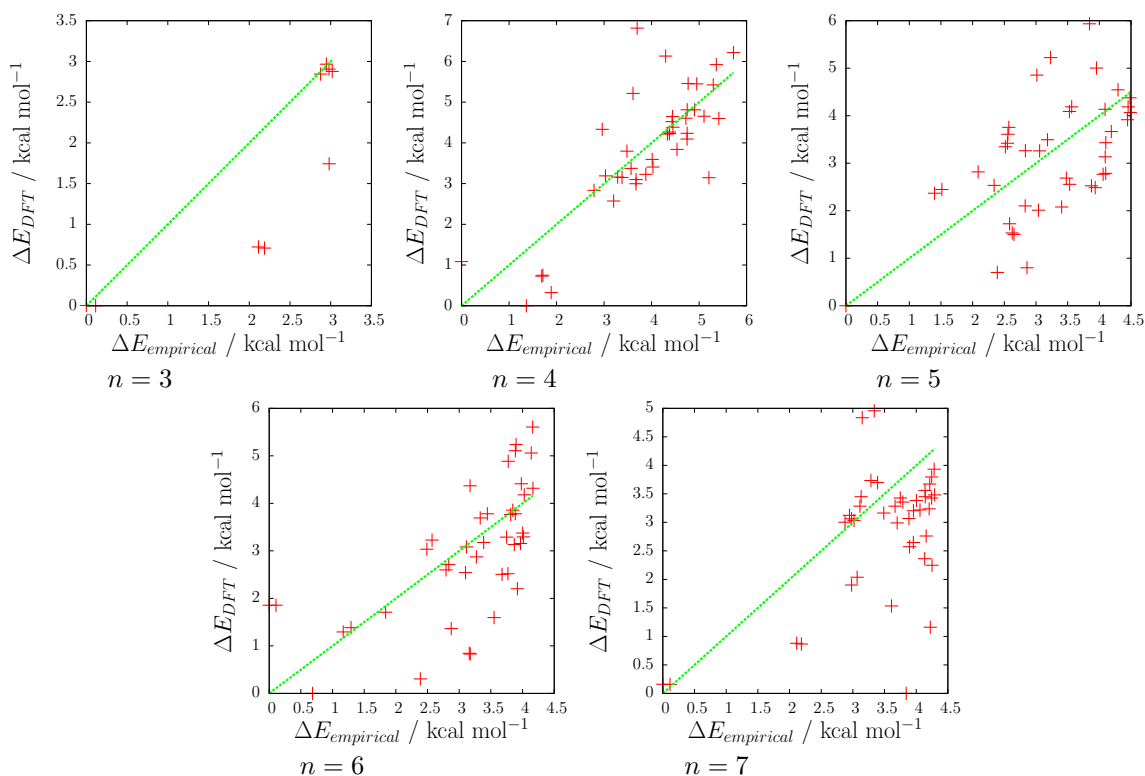 3.5
3
2.5
2
1.5
1
0.5
0
0 0.5 1 1.5 2 2.5 3 3.5
ΔE_DFT / kcal mol⁻¹
ΔE_empirical / kcal mol⁻¹
n = 3
7
6
5
4
3
2
1
0
0 1 2 3 4 5 6
ΔE_DFT / kcal mol⁻¹
ΔE_empirical / kcal mol⁻¹
n = 4
6
5
4
3
2
1
0
0 0.5 1 1.5 2 2.5 3 3.5 4 4.5
ΔE_DFT / kcal mol⁻¹
ΔE_empirical / kcal mol⁻¹
n = 5
6
5
4
3
2
1
0
0 0.5 1 1.5 2 2.5 3 3.5 4 4.5
ΔE_DFT / kcal mol⁻¹
ΔE_empirical / kcal mol⁻¹
n = 6
5
4.5
4
3.5
3
2.5
2
1.5
1
0.5
0
0 0.5 1 1.5 2 2.5 3 3.5 4 4.5
ΔE_DFT / kcal mol⁻¹
ΔE_empirical / kcal mol⁻¹
n = 7